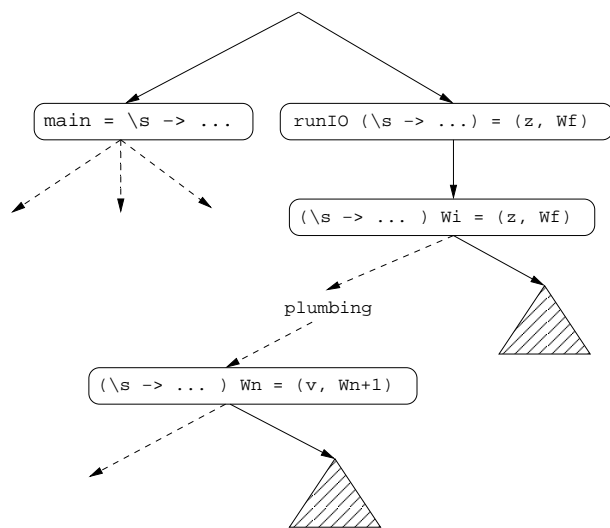 main = \s -> ...
runIO (\s -> ...) = (z, Wf)
(\s -> ... ) Wi = (z, Wf)
plumbing
(\s -> ... ) Wn = (v, Wn+1)